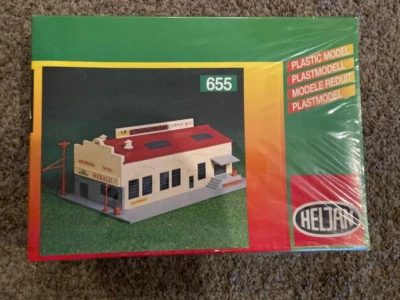 655
PLASTIC MODEL
PLASTMODELL
MODELE REDUIT
PLASTMODEL
HELJAN